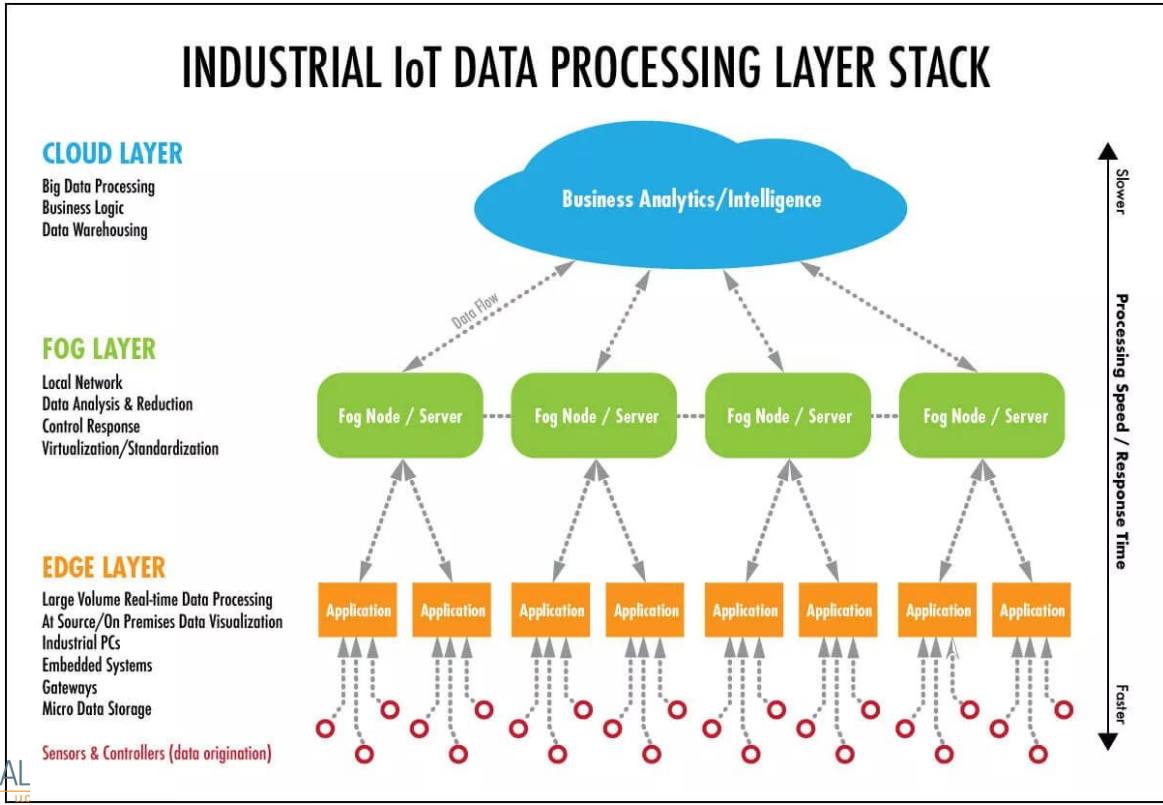 INDUSTRIAL IoT DATA PROCESSING LAYER STACK
CLOUD LAYER
Big Data Processing
Business Logic
Data Warehousing
Business Analytics/Intelligence
Slower
Data Flow
Processing Speed / Response Time
FOG LAYER
Local Network
Data Analysis & Reduction
Control Response
Virtualization/Standardization
Fog Node / Server
Fog Node / Server
Fog Node / Server
Fog Node / Server
EDGE LAYER
Large Volume Real-time Data Processing
At Source/On Premises Data Visualization
Industrial PCs
Embedded Systems
Gateways
Micro Data Storage
Application
Application
Application
Application
Application
Application
Application
Application
Faster
Sensors & Controllers (data origination)
AL